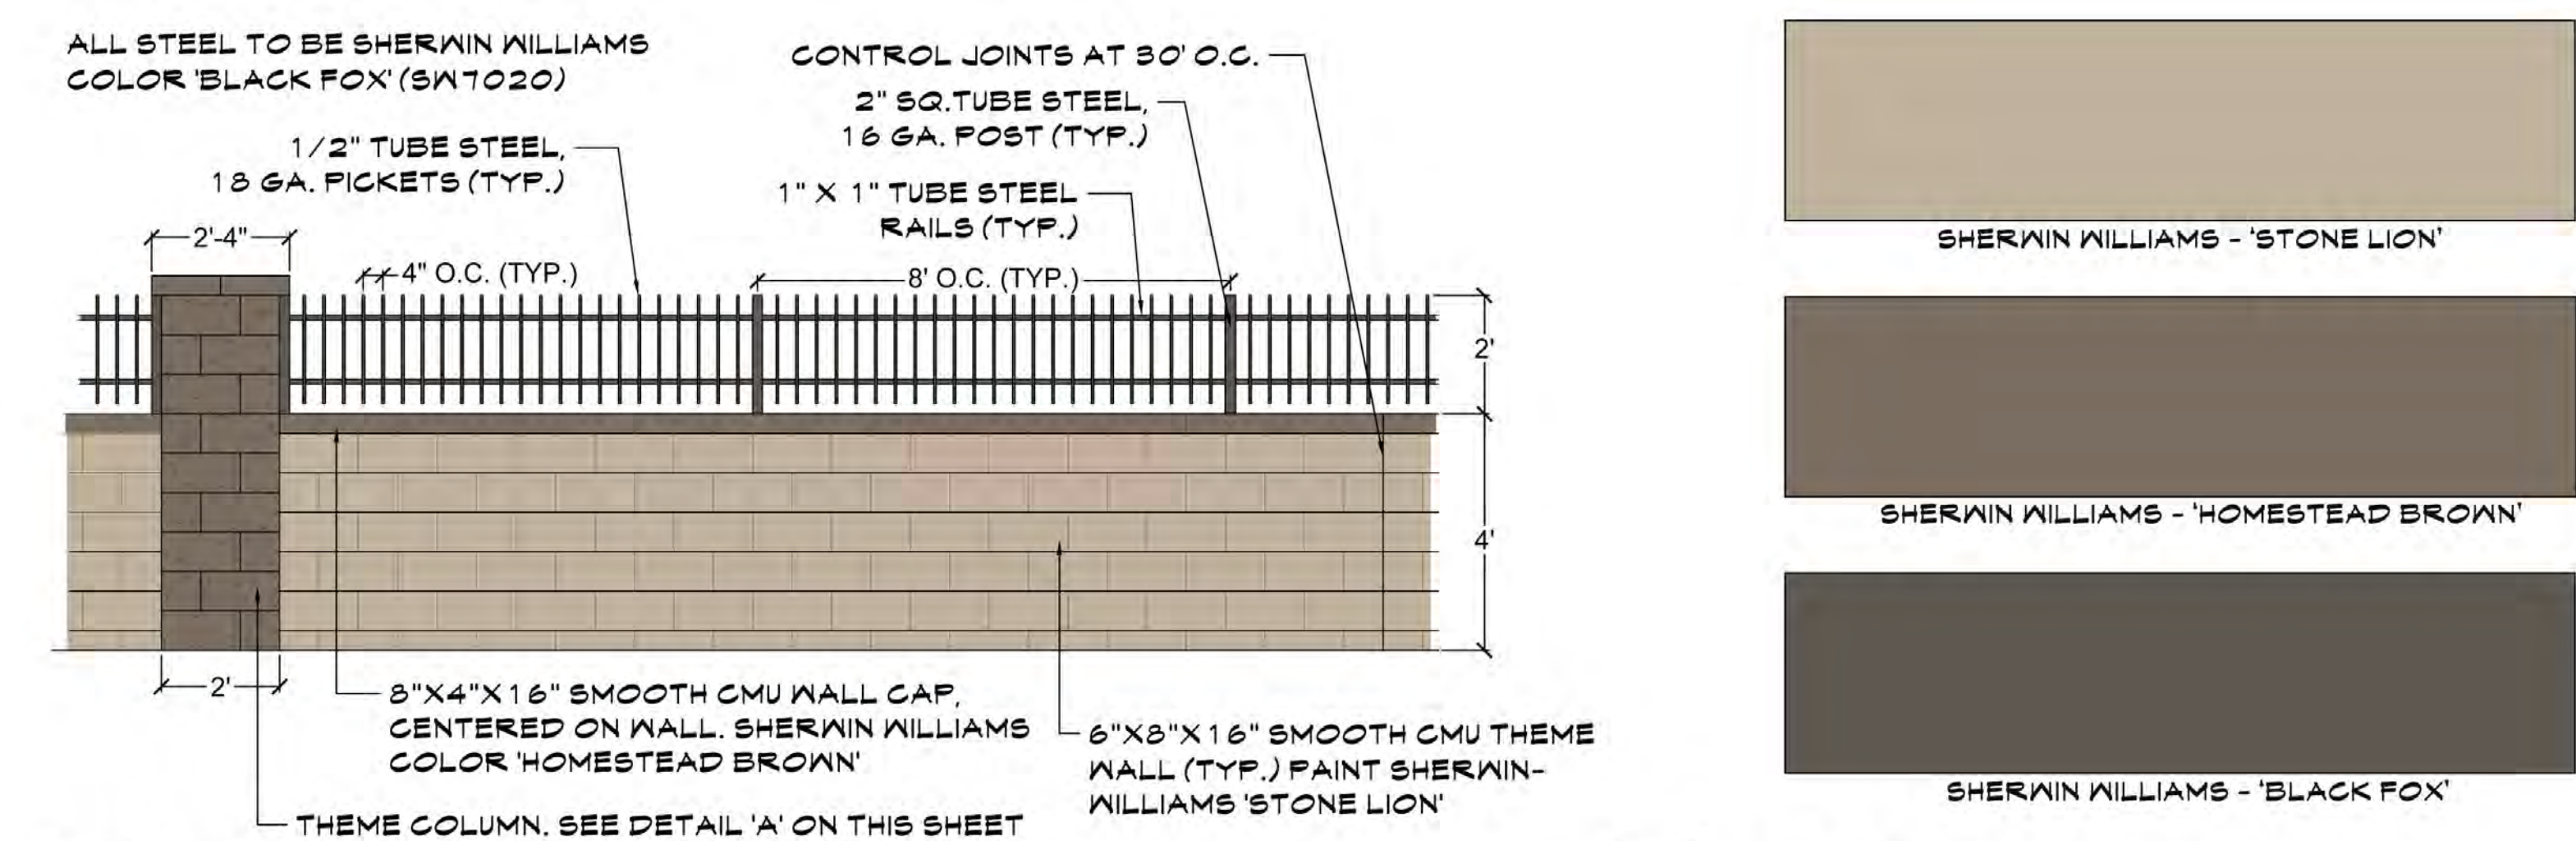 ALL STEEL TO BE SHERWIN WILLIAMS
COLOR 'BLACK FOX' (SW7020)
CONTROL JOINTS AT 30' O.C.
2" SQ.TUBE STEEL,
16 GA. POST (TYP.)
1/2" TUBE STEEL,
18 GA. PICKETS (TYP.)
1" X 1" TUBE STEEL
RAILS (TYP.)
2'-4"
4" O.C. (TYP.)
8' O.C. (TYP.)
2'
4'
2'
8"X4"X16" SMOOTH CMU WALL CAP,
CENTERED ON WALL. SHERWIN WILLIAMS
COLOR 'HOMESTEAD BROWN'
6"X8"X16" SMOOTH CMU THEME
WALL (TYP.) PAINT SHERWIN-
WILLIAMS 'STONE LION'
THEME COLUMN. SEE DETAIL 'A' ON THIS SHEET
SHERWIN WILLIAMS - 'STONE LION'
SHERWIN WILLIAMS - 'HOMESTEAD BROWN'
SHERWIN WILLIAMS - 'BLACK FOX'